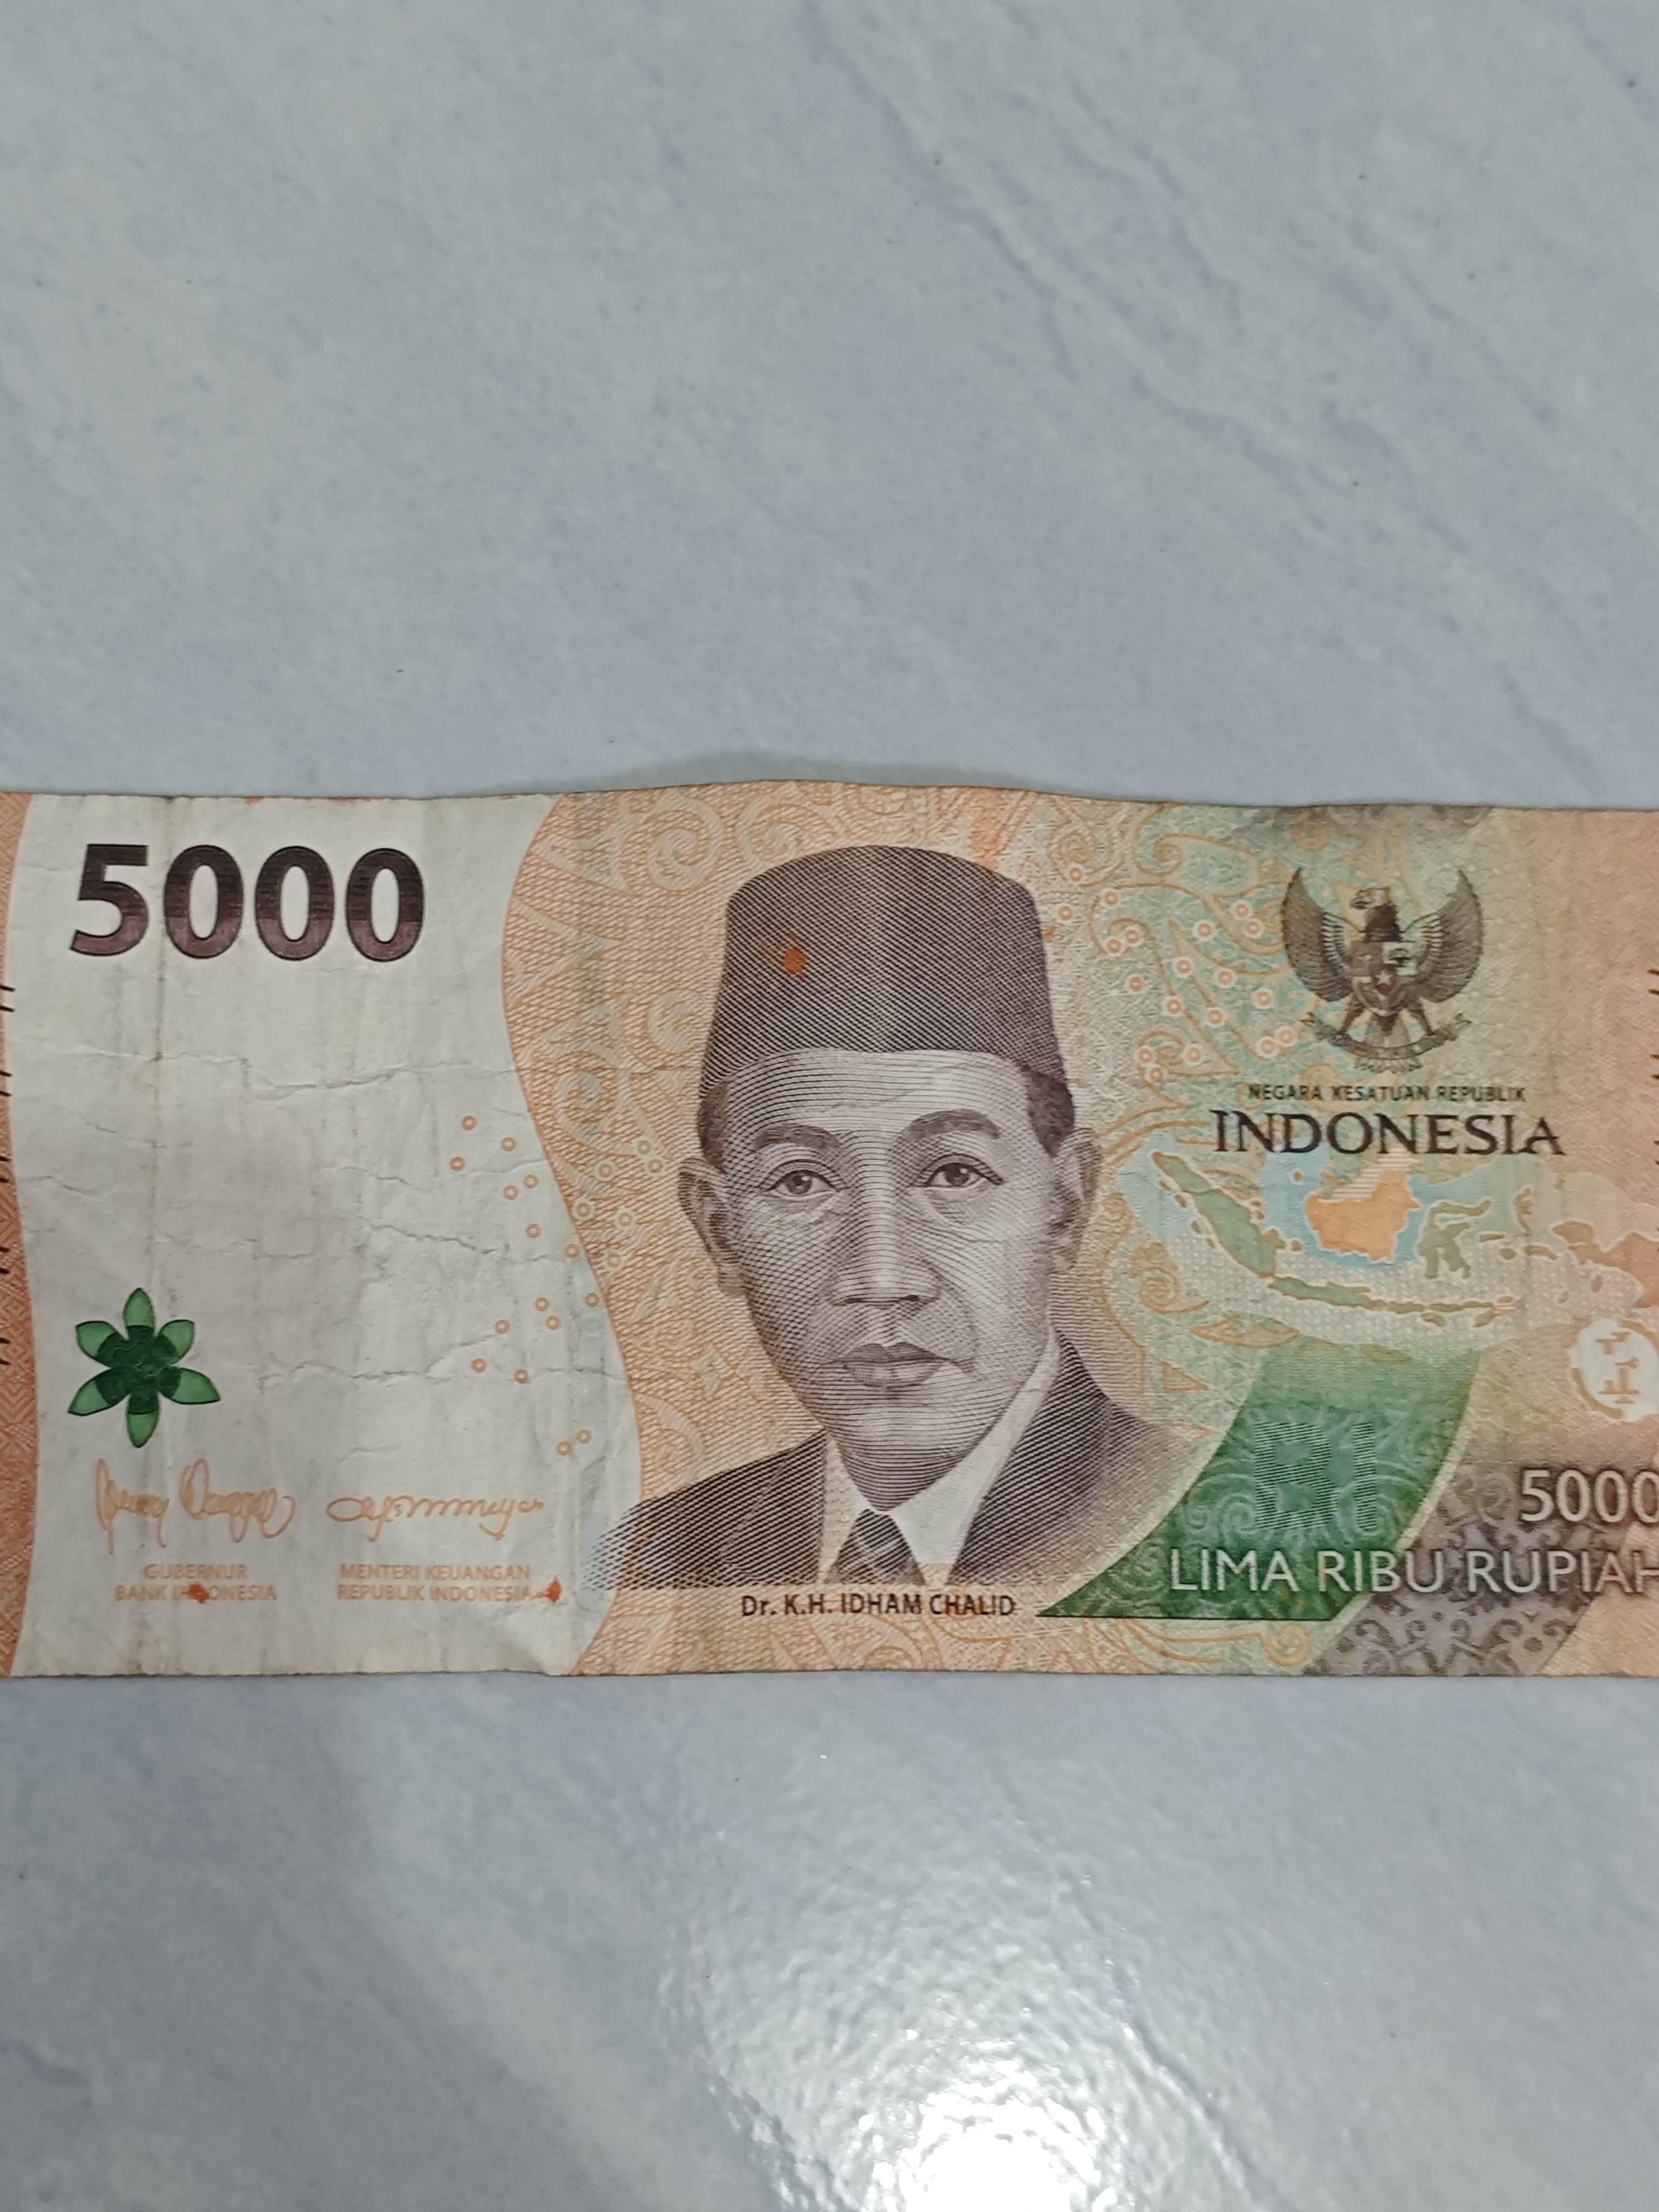 5000
NEGARA KESATUAN REPUBLIK
INDONESIA
BI
5000
LIMA RIBU RUPIAH
GUBERNUR
BANK INDONESIA
MENTERI KEUANGAN
REPUBLIK INDONESIA
Dr. K.H. IDHAM CHALID